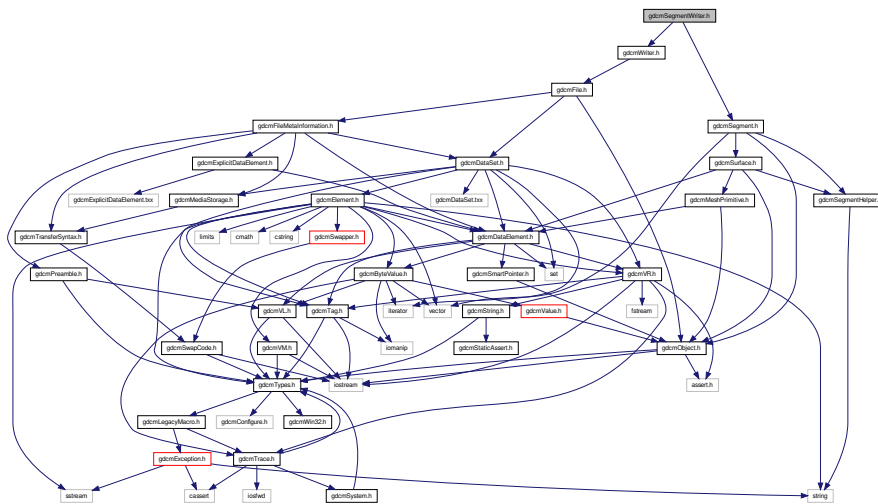 gdcmSegmentWriter.h
gdcmWriter.h
gdcmFile.h
gdcmFileMetaInformation.h
gdcmSegment.h
gdcmExplicitDataElement.h
gdcmDataSet.h
gdcmSurface.h
gdcmExplicitDataElement.txx
gdcmMediaStorage.h
gdcmElement.h
gdcmDataSet.txx
gdcmMeshPrimitive.h
gdcmSegmentHelper.h
gdcmTransferSyntax.h
limits
cmath
cstring
gdcmSwapper.h
gdcmDataElement.h
set
gdcmPreamble.h
gdcmByteValue.h
gdcmSmartPointer.h
gdcmVR.h
gdcmVL.h
gdcmTag.h
iterator
vector
gdcmString.h
gdcmValue.h
fstream
gdcmSwapCode.h
gdcmVM.h
iomanip
gdcmStaticAssert.h
gdcmObject.h
gdcmTypes.h
iostream
assert.h
gdcmLegacyMacro.h
gdcmConfigure.h
gdcmWin32.h
gdcmException.h
gdcmTrace.h
sstream
cassert
iosfwd
gdcmSystem.h
string